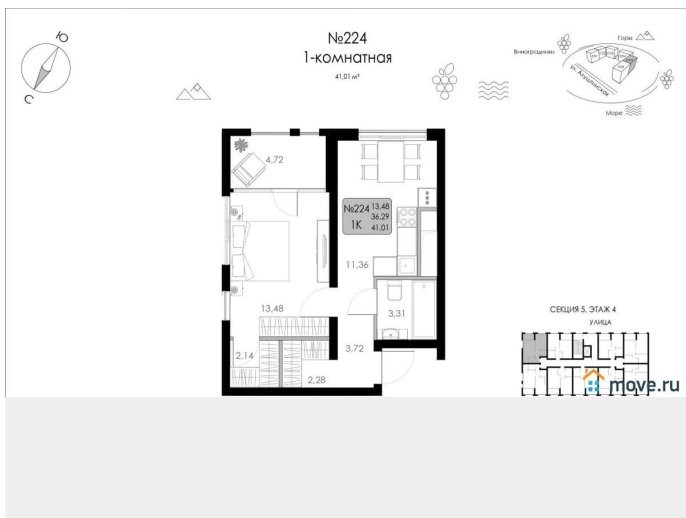 Ю
С
№224
1-комнатная
41,01 м²
Горы
Виноградники
ул. Алуштинская
Море
4,72
№224 13,48
1К 36,29
41,01
11,36
13,48
3,31
3,72
2,14
2,28
СЕКЦИЯ 5, ЭТАЖ 4
УЛИЦА
move.ru